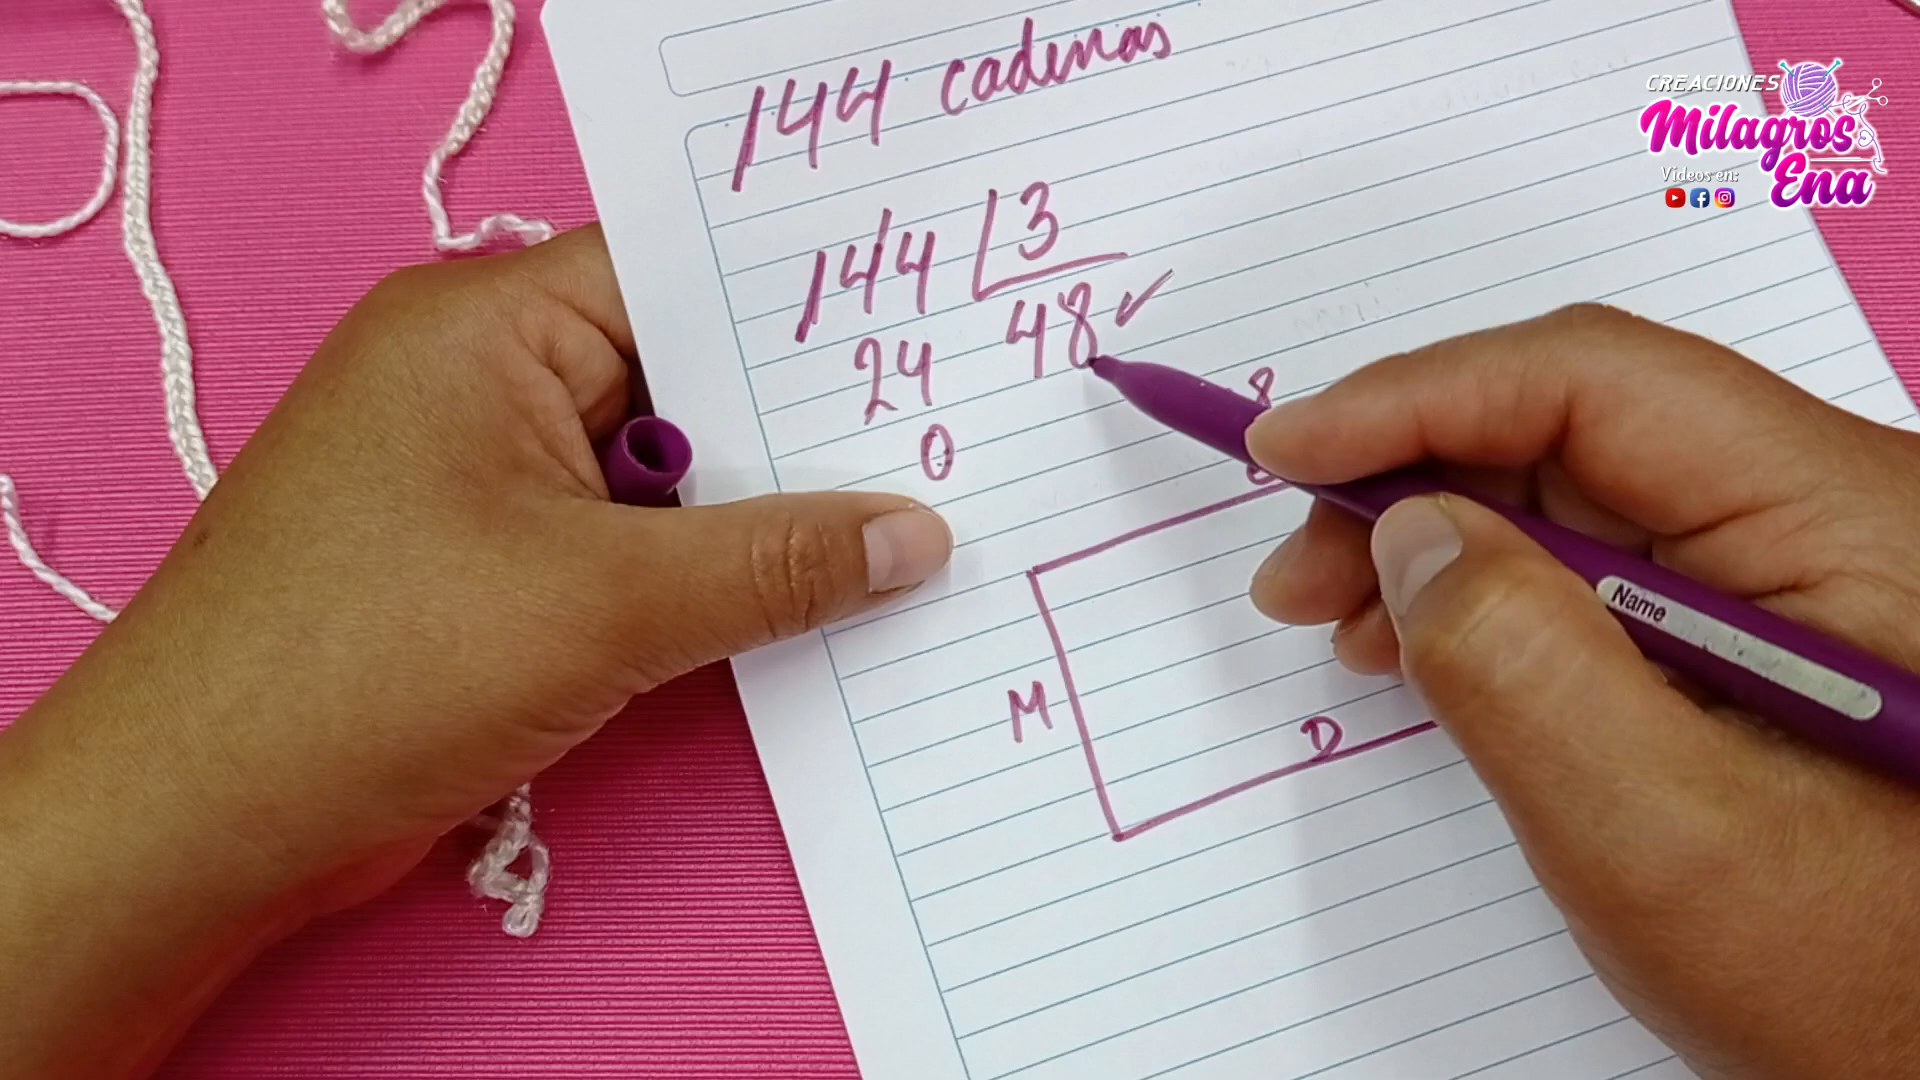 144 cadenas
144 3
24 48 ✓
0
8
M
D
Name
CREACIONES
Milagros
Ena
Videos en: